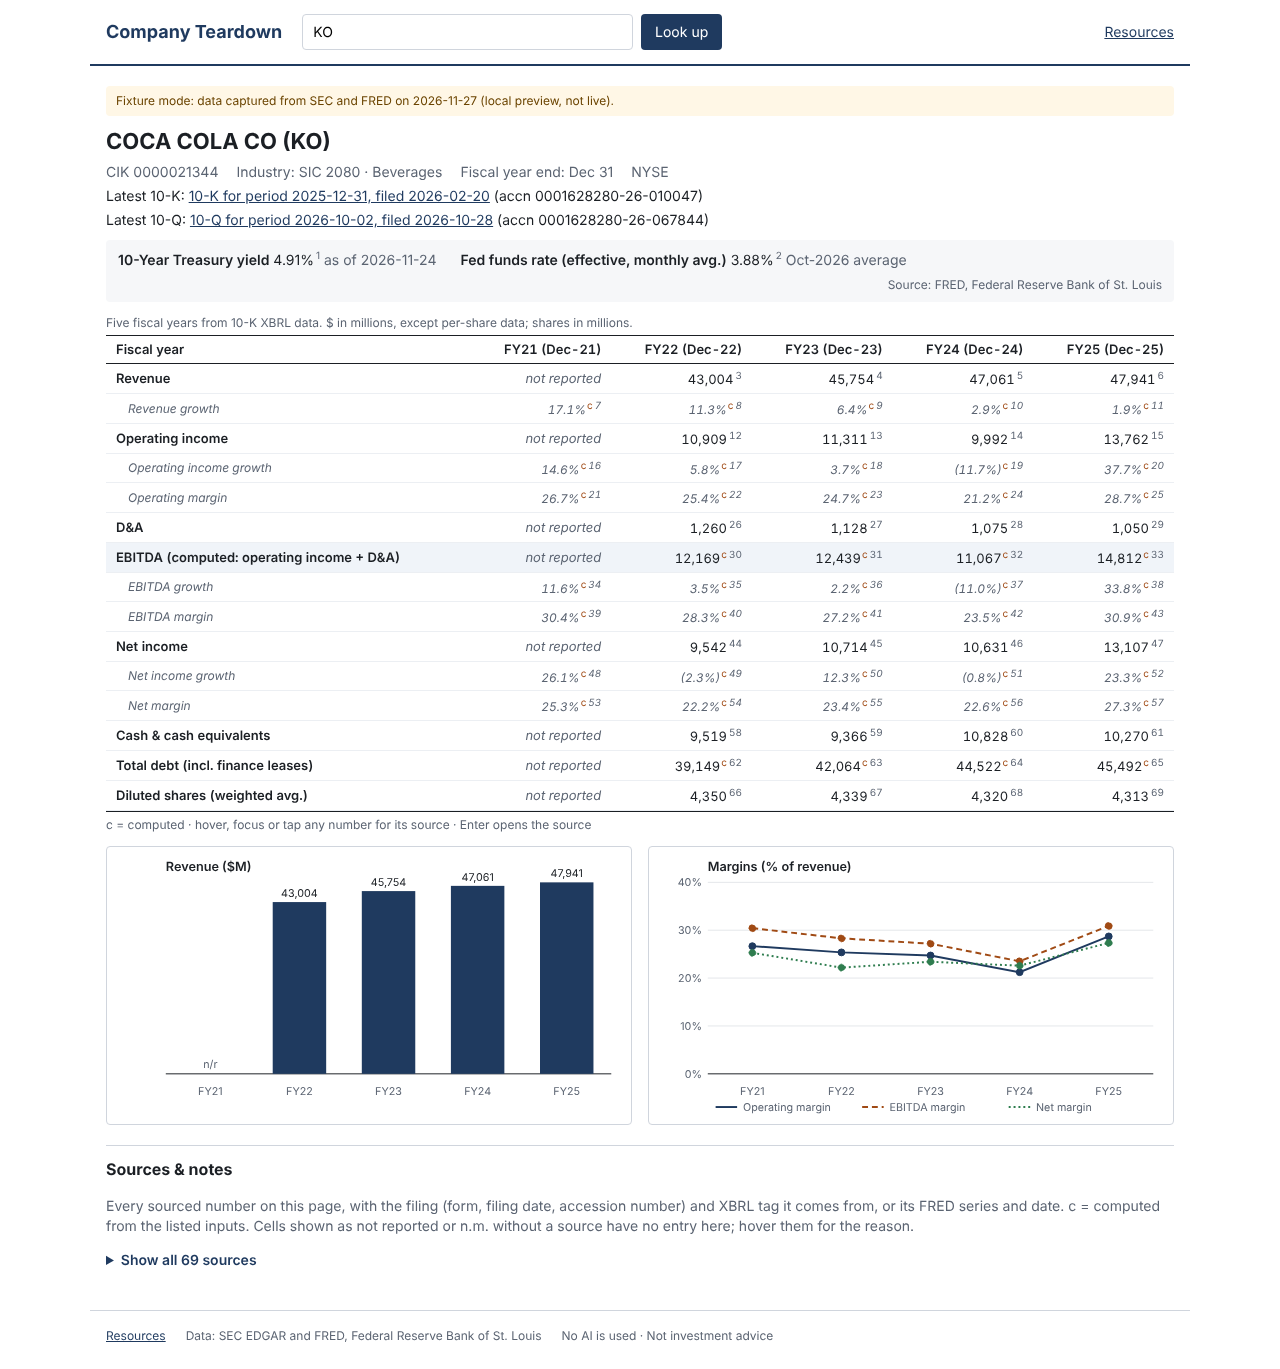 Company Teardown KO Look up Resources
Fixture mode: data captured from SEC and FRED on 2026-11-27 (local preview, not live).
COCA COLA CO (KO)
CIK 0000021344 Industry: SIC 2080 · Beverages Fiscal year end: Dec 31 NYSE
Latest 10-K: 10-K for period 2025-12-31, filed 2026-02-20 (accn 0001628280-26-010047)
Latest 10-Q: 10-Q for period 2026-10-02, filed 2026-10-28 (accn 0001628280-26-067844)
10-Year Treasury yield 4.91% 1 as of 2026-11-24 Fed funds rate (effective, monthly avg.) 3.88% 2 Oct-2026 average
Source: FRED, Federal Reserve Bank of St. Louis
Five fiscal years from 10-K XBRL data. $ in millions, except per-share data; shares in millions.
Fiscal year FY21 (Dec-21) FY22 (Dec-22) FY23 (Dec-23) FY24 (Dec-24) FY25 (Dec-25)
Revenue not reported 43,004 3 45,754 4 47,061 5 47,941 6
Revenue growth 17.1% c 7 11.3% c 8 6.4% c 9 2.9% c 10 1.9% c 11
Operating income not reported 10,909 12 11,311 13 9,992 14 13,762 15
Operating income growth 14.6% c 16 5.8% c 17 3.7% c 18 (11.7%) c 19 37.7% c 20
Operating margin 26.7% c 21 25.4% c 22 24.7% c 23 21.2% c 24 28.7% c 25
D&A not reported 1,260 26 1,128 27 1,075 28 1,050 29
EBITDA (computed: operating income + D&A) not reported 12,169 c 30 12,439 c 31 11,067 c 32 14,812 c 33
EBITDA growth 11.6% c 34 3.5% c 35 2.2% c 36 (11.0%) c 37 33.8% c 38
EBITDA margin 30.4% c 39 28.3% c 40 27.2% c 41 23.5% c 42 30.9% c 43
Net income not reported 9,542 44 10,714 45 10,631 46 13,107 47
Net income growth 26.1% c 48 (2.3%) c 49 12.3% c 50 (0.8%) c 51 23.3% c 52
Net margin 25.3% c 53 22.2% c 54 23.4% c 55 22.6% c 56 27.3% c 57
Cash & cash equivalents not reported 9,519 58 9,366 59 10,828 60 10,270 61
Total debt (incl. finance leases) not reported 39,149 c 62 42,064 c 63 44,522 c 64 45,492 c 65
Diluted shares (weighted avg.) not reported 4,350 66 4,339 67 4,320 68 4,313 69
c = computed · hover, focus or tap any number for its source · Enter opens the source
Revenue ($M)
43,004 45,754 47,061 47,941
n/r
FY21 FY22 FY23 FY24 FY25
Margins (% of revenue)
40%
30%
20%
10%
0%
FY21 FY22 FY23 FY24 FY25
Operating margin EBITDA margin Net margin
Sources & notes
Every sourced number on this page, with the filing (form, filing date, accession number) and XBRL tag it comes from, or its FRED series and date. c = computed
from the listed inputs. Cells shown as not reported or n.m. without a source have no entry here; hover them for the reason.
Show all 69 sources
Resources Data: SEC EDGAR and FRED, Federal Reserve Bank of St. Louis No AI is used · Not investment advice